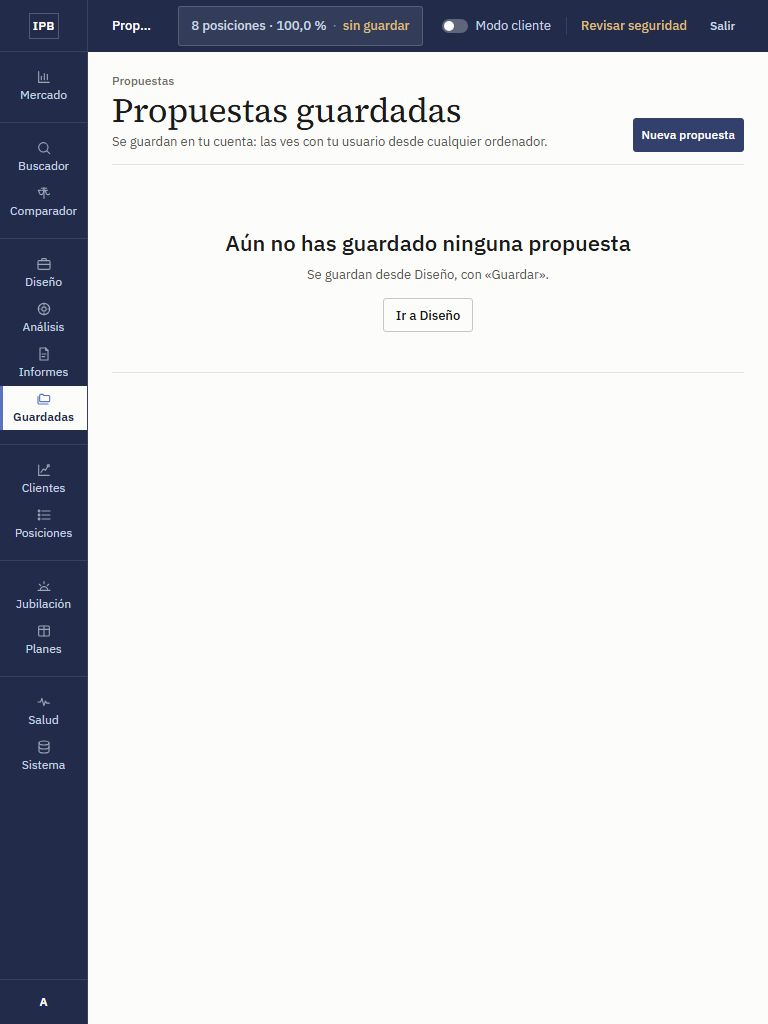 IPB
Prop...
8 posiciones · 100,0 % · sin guardar
Modo cliente
Revisar seguridad
Salir
Mercado
Buscador
Comparador
Diseño
Análisis
Informes
Guardadas
Clientes
Posiciones
Jubilación
Planes
Salud
Sistema
A
Propuestas
Propuestas guardadas
Se guardan en tu cuenta: las ves con tu usuario desde cualquier ordenador.
Nueva propuesta
Aún no has guardado ninguna propuesta
Se guardan desde Diseño, con «Guardar».
Ir a Diseño